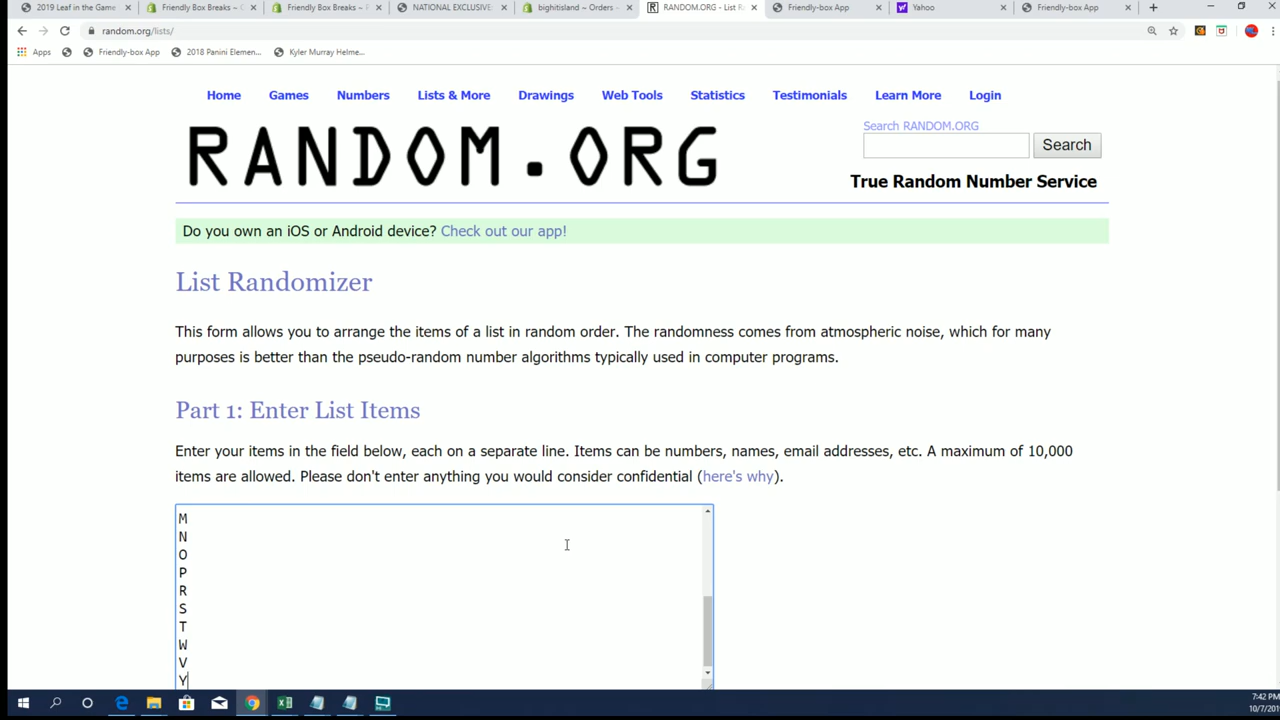 2019 Leaf in the Game
Friendly Box Breaks ~ C
Friendly Box Breaks ~ F
NATIONAL EXCLUSIVE:
bighitisland ~ Orders ~
RANDOM.ORG - List Ra
Friendly-box App
Yahoo
Friendly-box App
random.org/lists/
Apps
Friendly-box App
2018 Panini Elemen...
Kyler Murray Helme...
Home Games Numbers Lists & More Drawings Web Tools Statistics Testimonials Learn More Login
RANDOM.ORG
Search RANDOM.ORG
Search
True Random Number Service
Do you own an iOS or Android device? Check out our app!
List Randomizer
This form allows you to arrange the items of a list in random order. The randomness comes from atmospheric noise, which for many
purposes is better than the pseudo-random number algorithms typically used in computer programs.
Part 1: Enter List Items
Enter your items in the field below, each on a separate line. Items can be numbers, names, email addresses, etc. A maximum of 10,000
items are allowed. Please don't enter anything you would consider confidential (here's why).
M
N
O
P
R
S
T
W
V
Y
7:42 PM
10/7/201